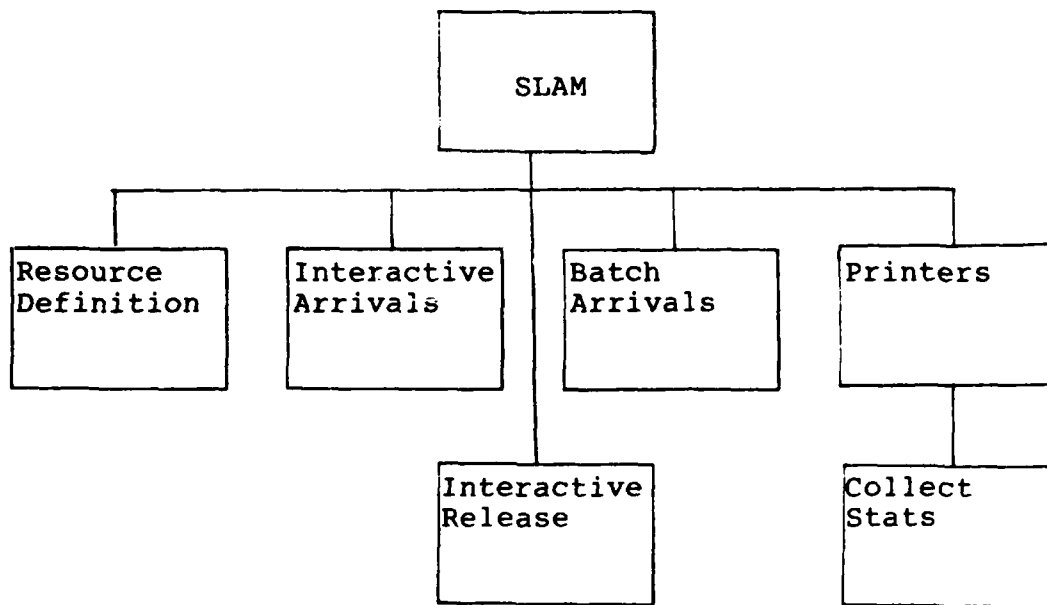 SLAM
Resource
Definition
Interactive
Arrivals
Batch
Arrivals
Printers
Interactive
Release
Collect
Stats